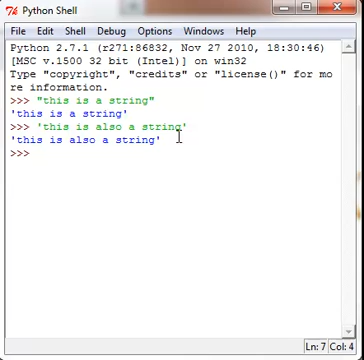 Python Shell
File Edit Shell Debug Options Windows Help
Python 2.7.1 (r271:86832, Nov 27 2010, 18:30:46)
[MSC v.1500 32 bit (Intel)] on win32
Type "copyright", "credits" or "license()" for mo
re information.
>>> "this is a string"
'this is a string'
>>> 'this is also a string'
'this is also a string'
>>>
Ln: 7 Col: 4